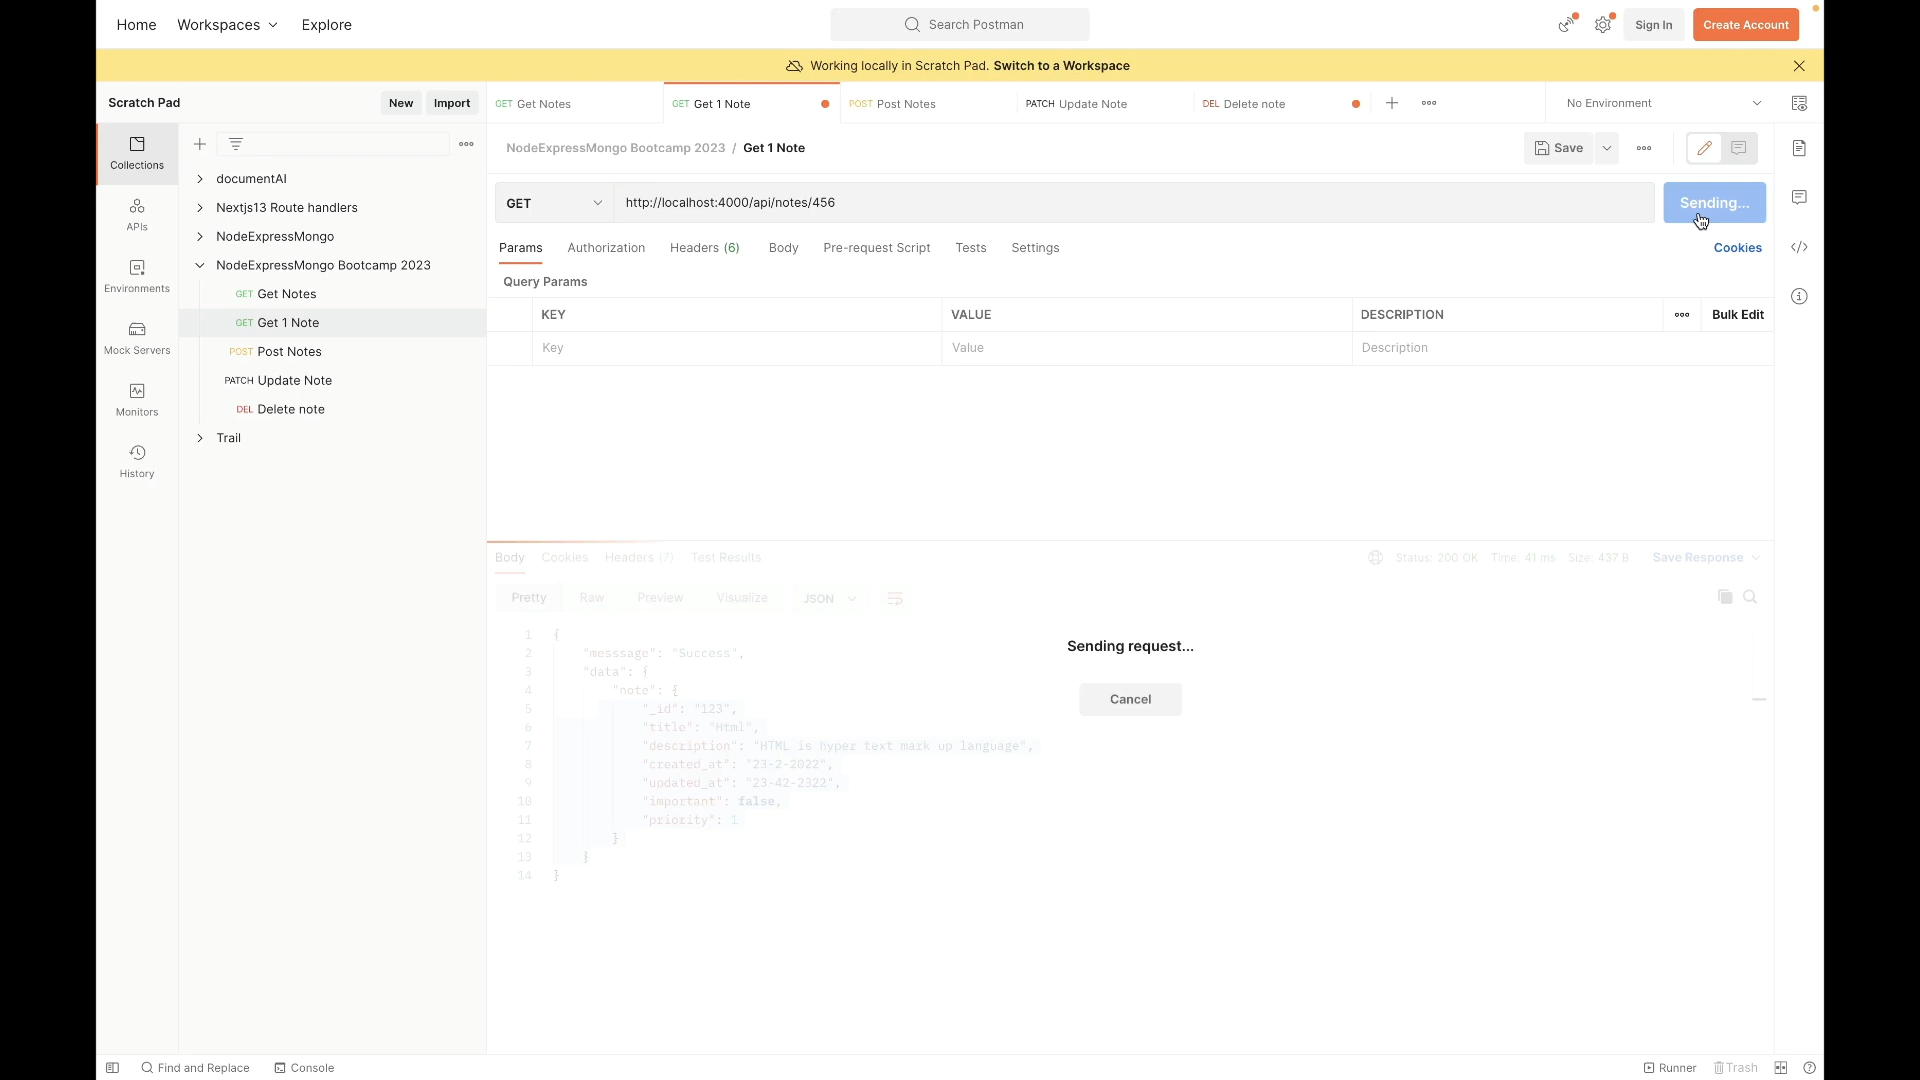 Home Workspaces Explore Search Postman Sign In Create Account
Working locally in Scratch Pad. Switch to a Workspace
Scratch Pad New Import GET Get Notes GET Get 1 Note POST Post Notes PATCH Update Note DEL Delete note No Environment
Collections
APIs
Environments
Mock Servers
Monitors
History
documentAI
Nextjs13 Route handlers
NodeExpressMongo
NodeExpressMongo Bootcamp 2023
GET Get Notes
GET Get 1 Note
POST Post Notes
PATCH Update Note
DEL Delete note
Trail
NodeExpressMongo Bootcamp 2023 / Get 1 Note Save
GET http://localhost:4000/api/notes/456 Sending...
Params Authorization Headers (6) Body Pre-request Script Tests Settings Cookies
Query Params
KEY VALUE DESCRIPTION Bulk Edit
Key Value Description
Body Cookies Headers (7) Test Results Status: 200 OK Time: 41 ms Size: 437 B Save Response
Pretty Raw Preview Visualize JSON
Sending request...
Cancel
1 {
2 "messsage": "Success",
3 "data": {
4 "note": {
5 "_id": "123",
6 "title": "Html",
7 "description": "HTML is hyper text mark up language",
8 "created_at": "23-2-2022",
9 "updated_at": "23-42-2322",
10 "important": false,
11 "priority": 1
12 }
13 }
14 }
Find and Replace Console Runner Trash